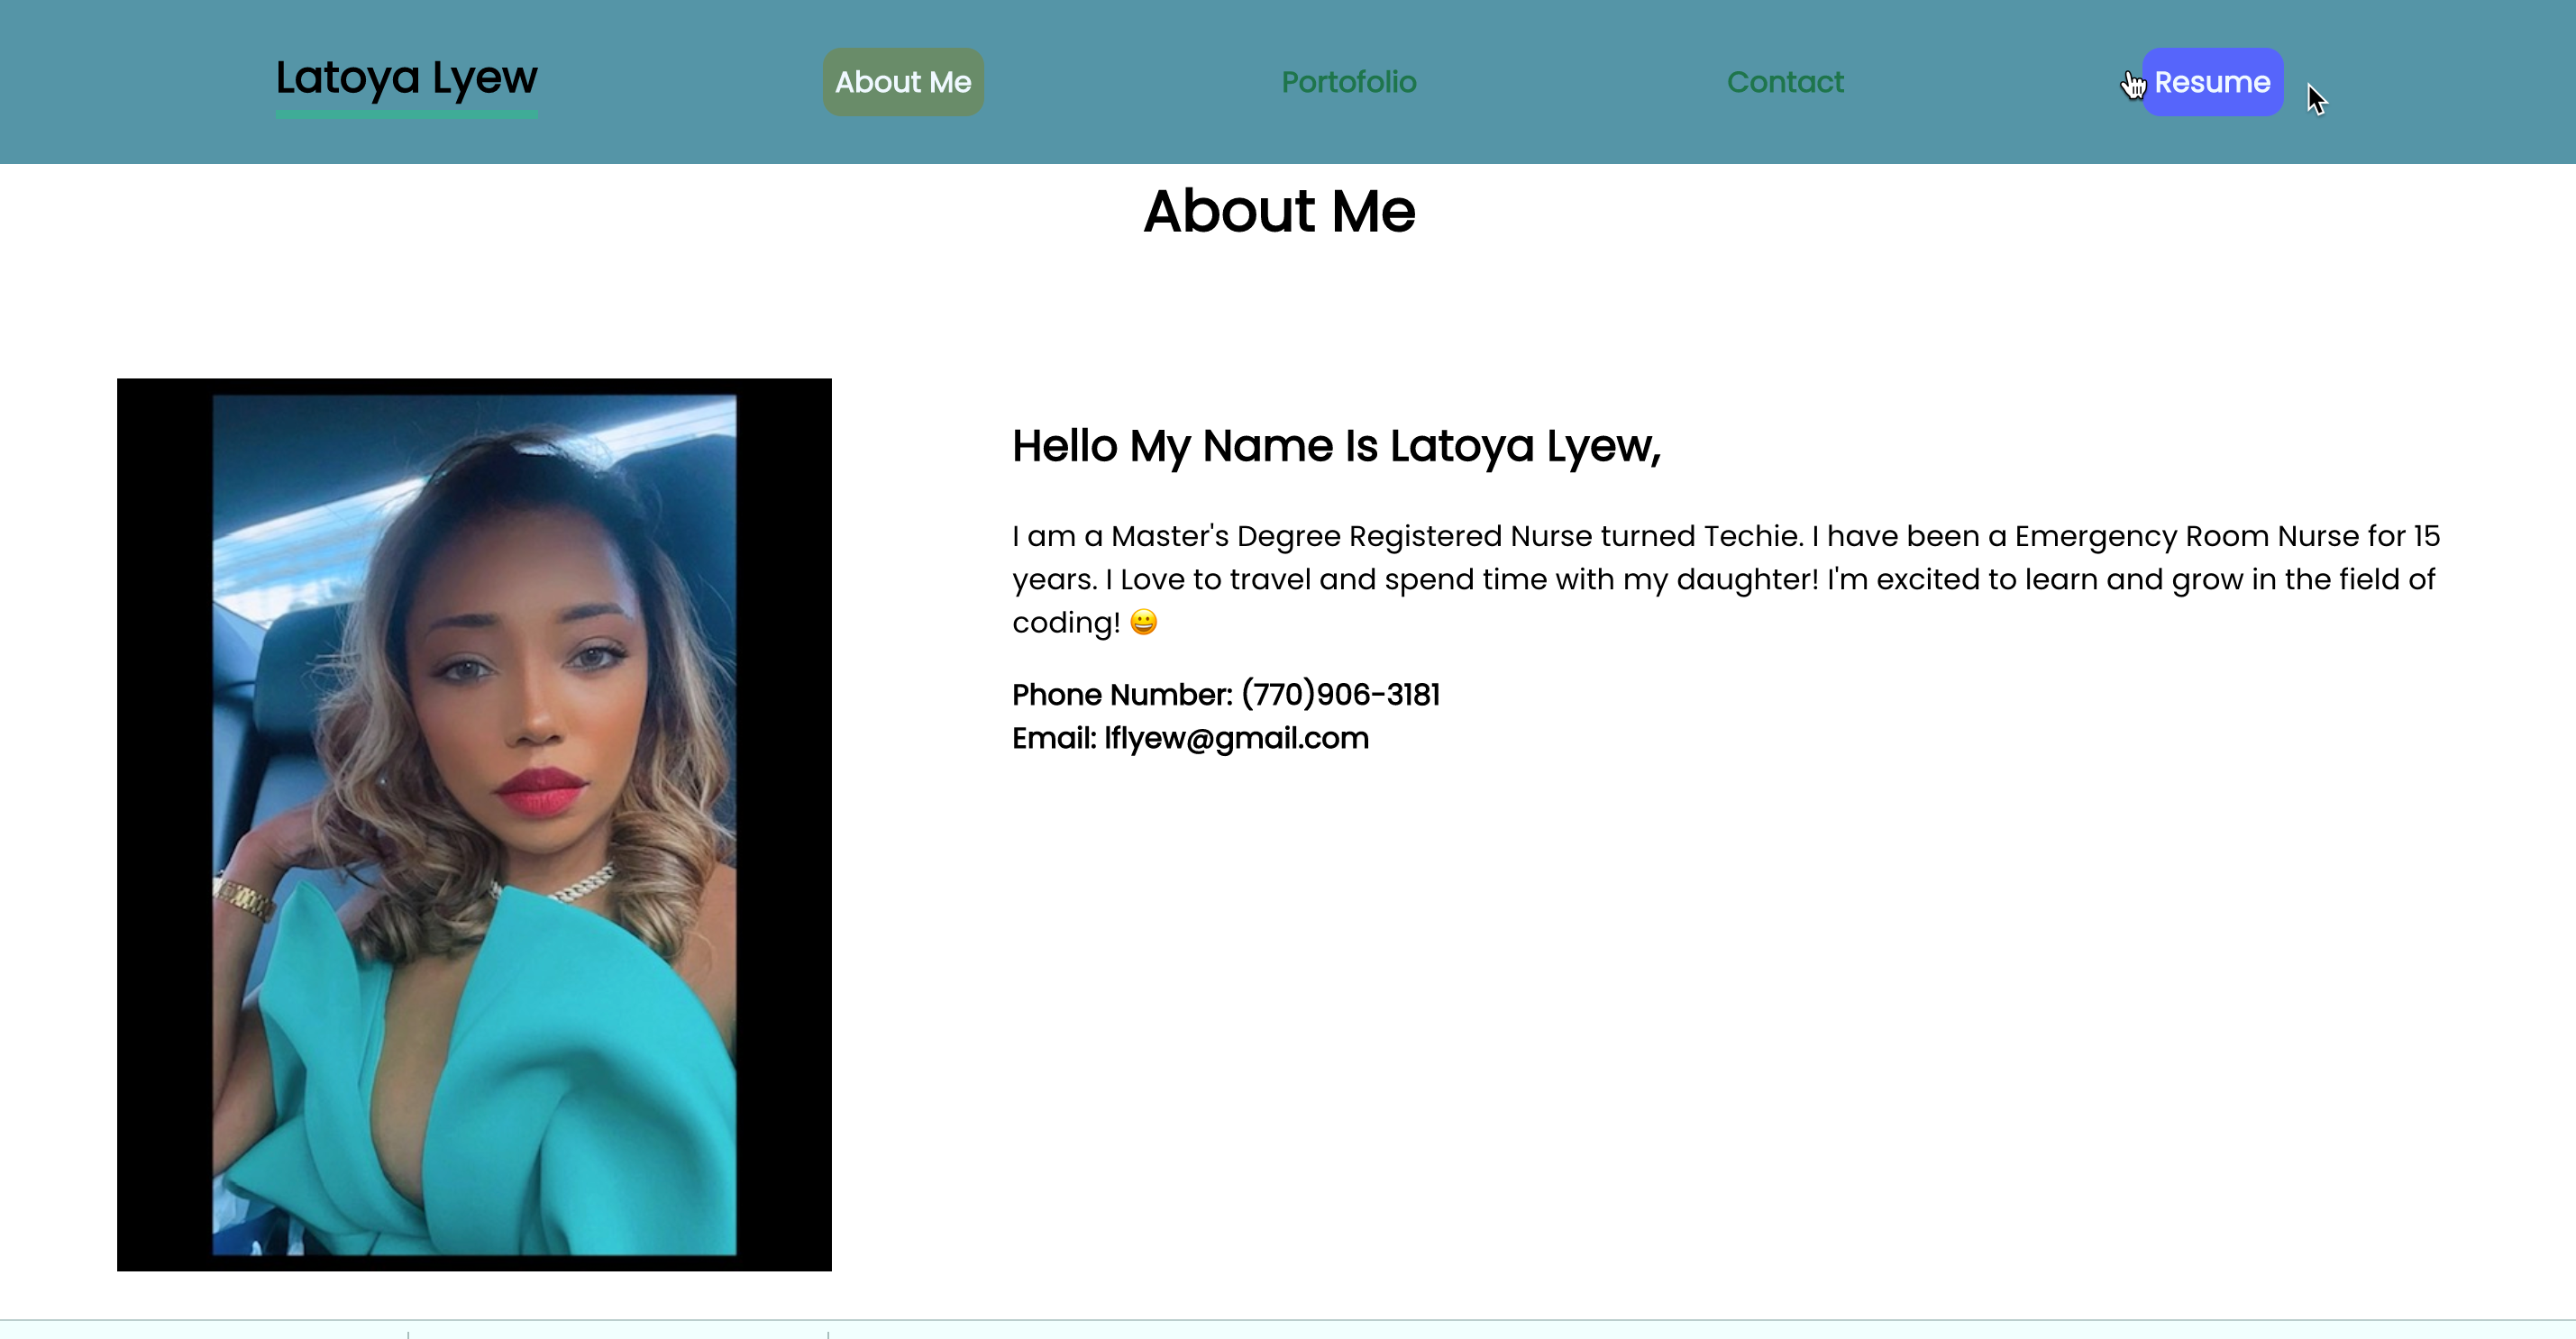 Latoya Lyew
About Me
Portofolio
Contact
Resume
About Me
Hello My Name Is Latoya Lyew,
I am a Master's Degree Registered Nurse turned Techie. I have been a Emergency Room Nurse for 15
years. I Love to travel and spend time with my daughter! I'm excited to learn and grow in the field of
coding! 😀
Phone Number: (770)906-3181
Email: lflyew@gmail.com